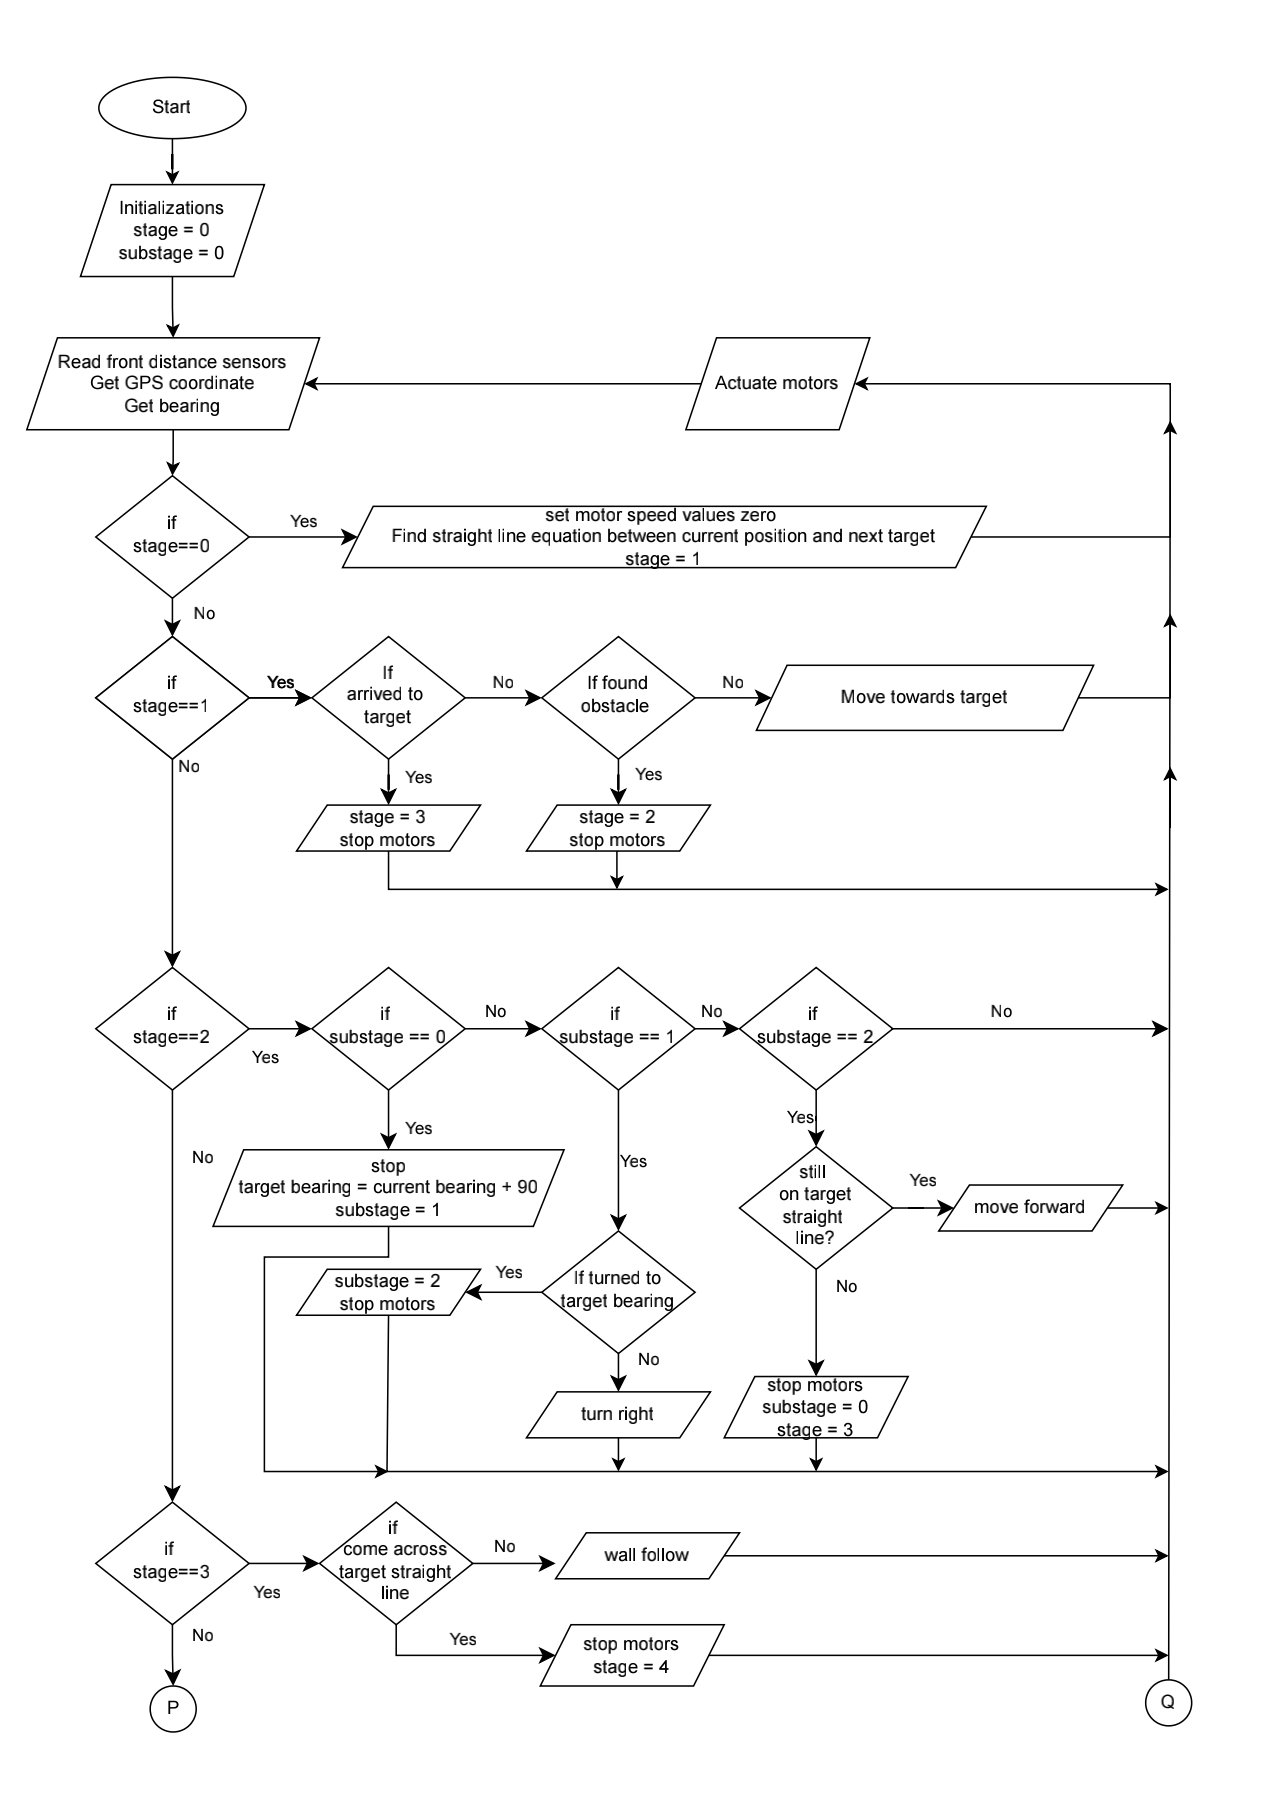 Start
Initializations
stage = 0
substage = 0
Read front distance sensors
Get GPS coordinate
Get bearing
Actuate motors
if
stage==0
Yes
set motor speed values zero
Find straight line equation between current position and next target
stage = 1
No
if
stage==1
Yes
If
arrived to
target
No
If found
obstacle
No
Move towards target
No
Yes
Yes
stage = 3
stop motors
stage = 2
stop motors
if
stage==2
Yes
if
substage == 0
No
if
substage == 1
No
if
substage == 2
No
Yes
Yes
Yes
No
stop
target bearing = current bearing + 90
substage = 1
still
on target
straight
line?
Yes
move forward
substage = 2
stop motors
Yes
If turned to
target bearing
No
No
turn right
stop motors
substage = 0
stage = 3
if
stage==3
Yes
if
come across
target straight
line
No
wall follow
No
Yes
stop motors
stage = 4
P
Q